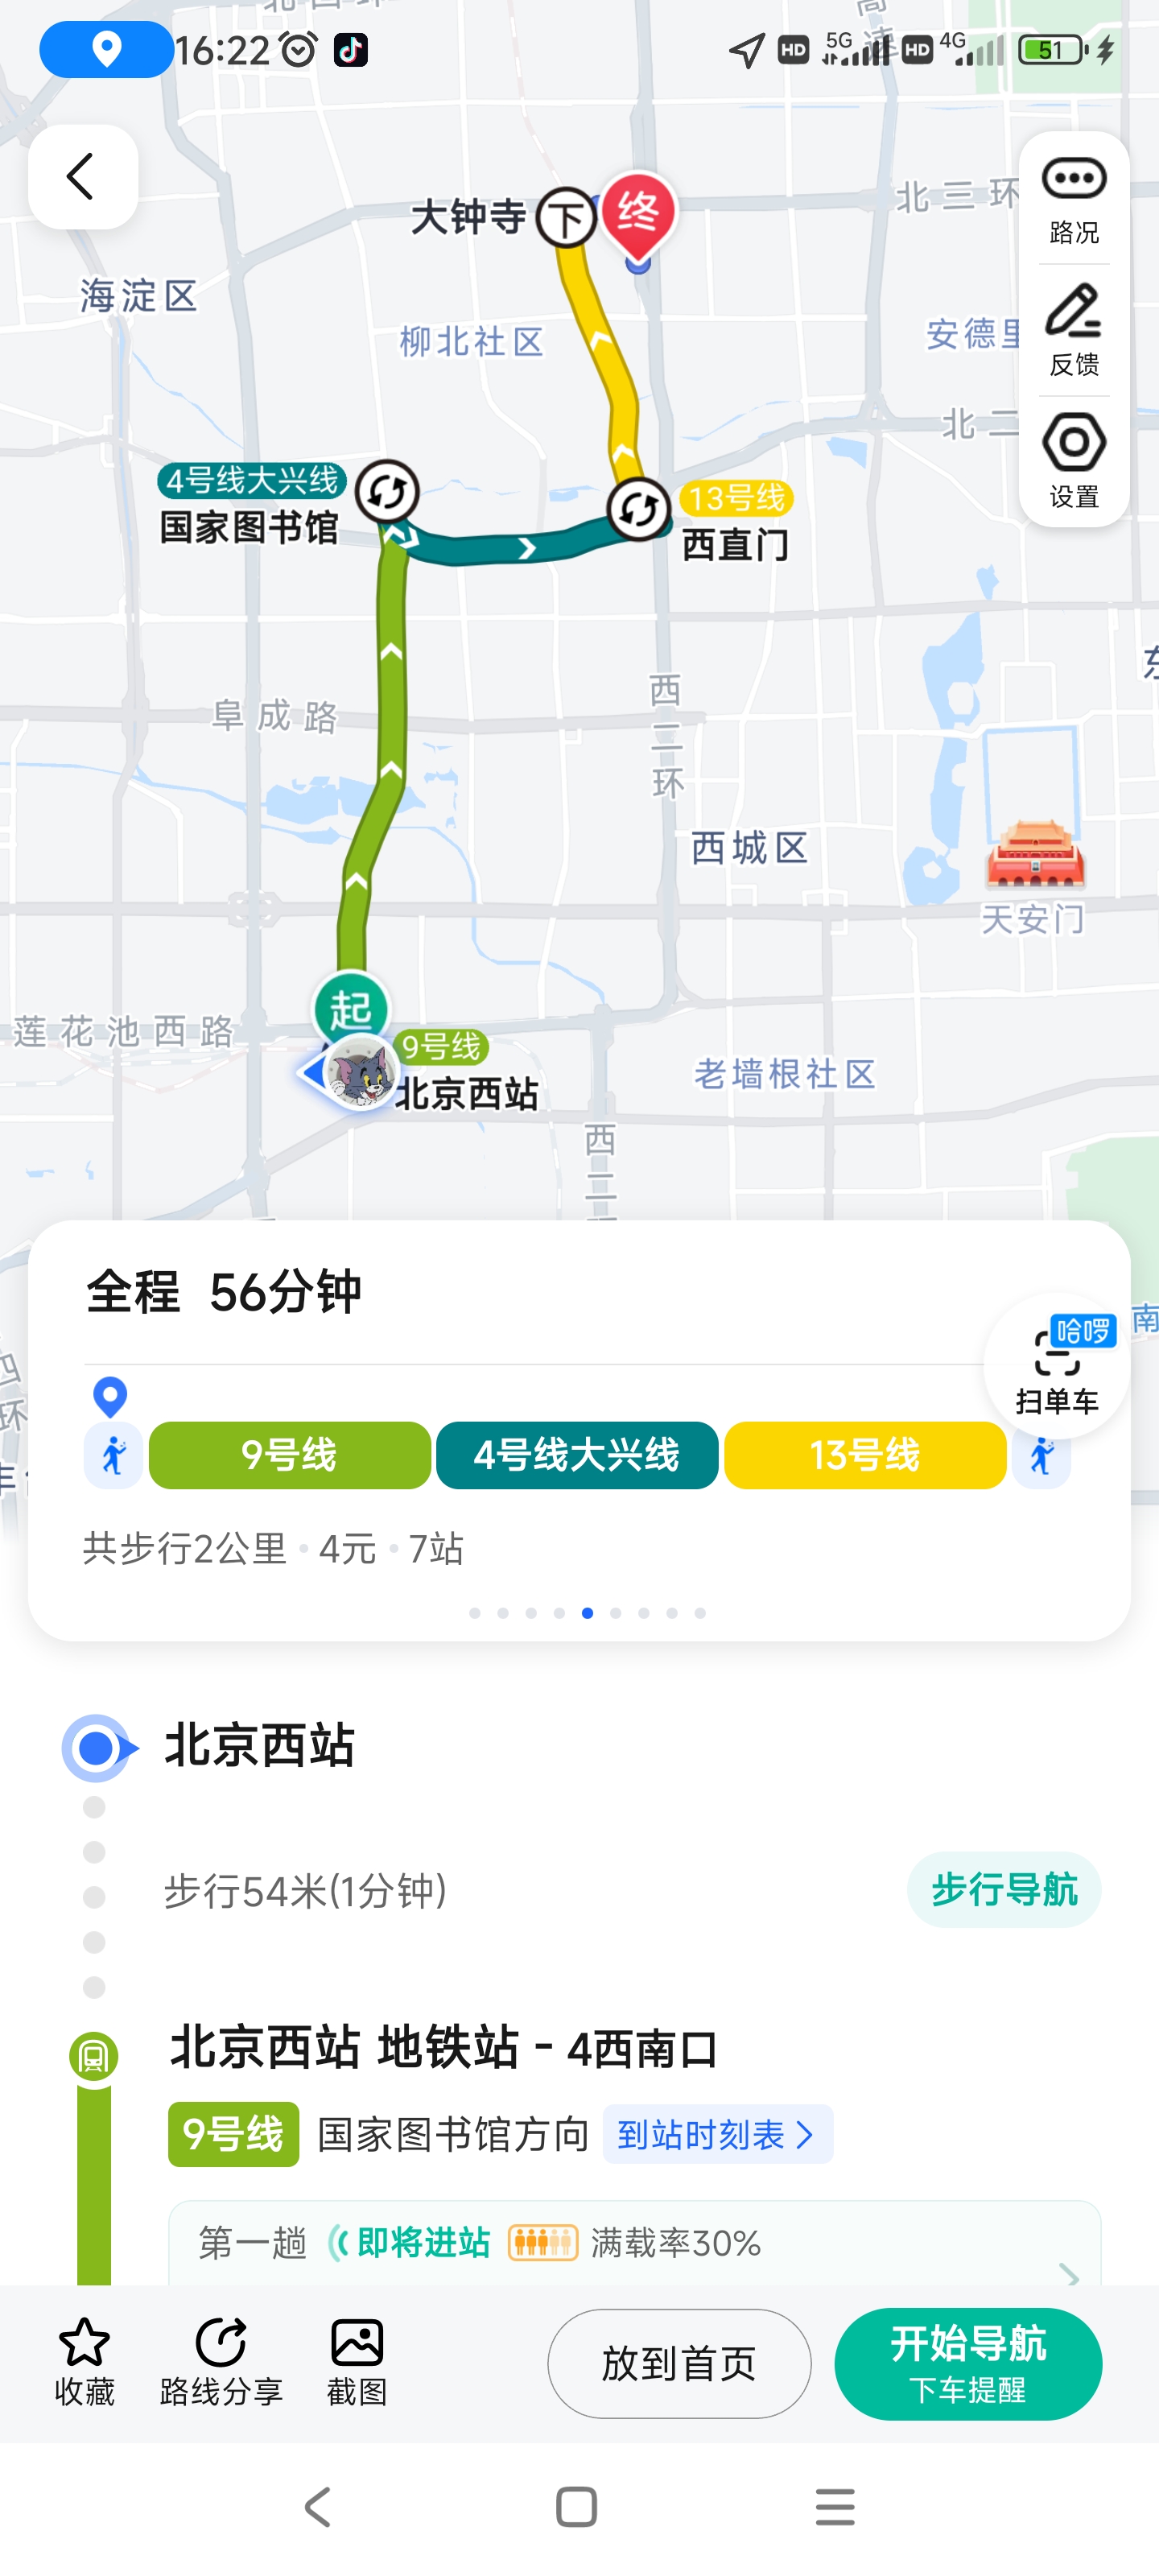 16:22
HD 5G HD 4G 51
北三环
路况
大钟寺 下 终
海淀区
柳北社区
安德里
反馈
北二
设置
4号线大兴线
国家图书馆
13号线
西直门
阜成路
西二环
西城区
天安门
起
莲花池西路
9号线
北京西站
老墙根社区
西二
全程 56分钟
哈啰
扫单车
南
9号线 4号线大兴线 13号线
共步行2公里 • 4元 • 7站
北京西站
步行54米(1分钟)
步行导航
北京西站 地铁站 - 4西南口
9号线 国家图书馆方向 到站时刻表 >
第一趟 即将进站 满载率30%
收藏 路线分享 截图
放到首页
开始导航
下车提醒